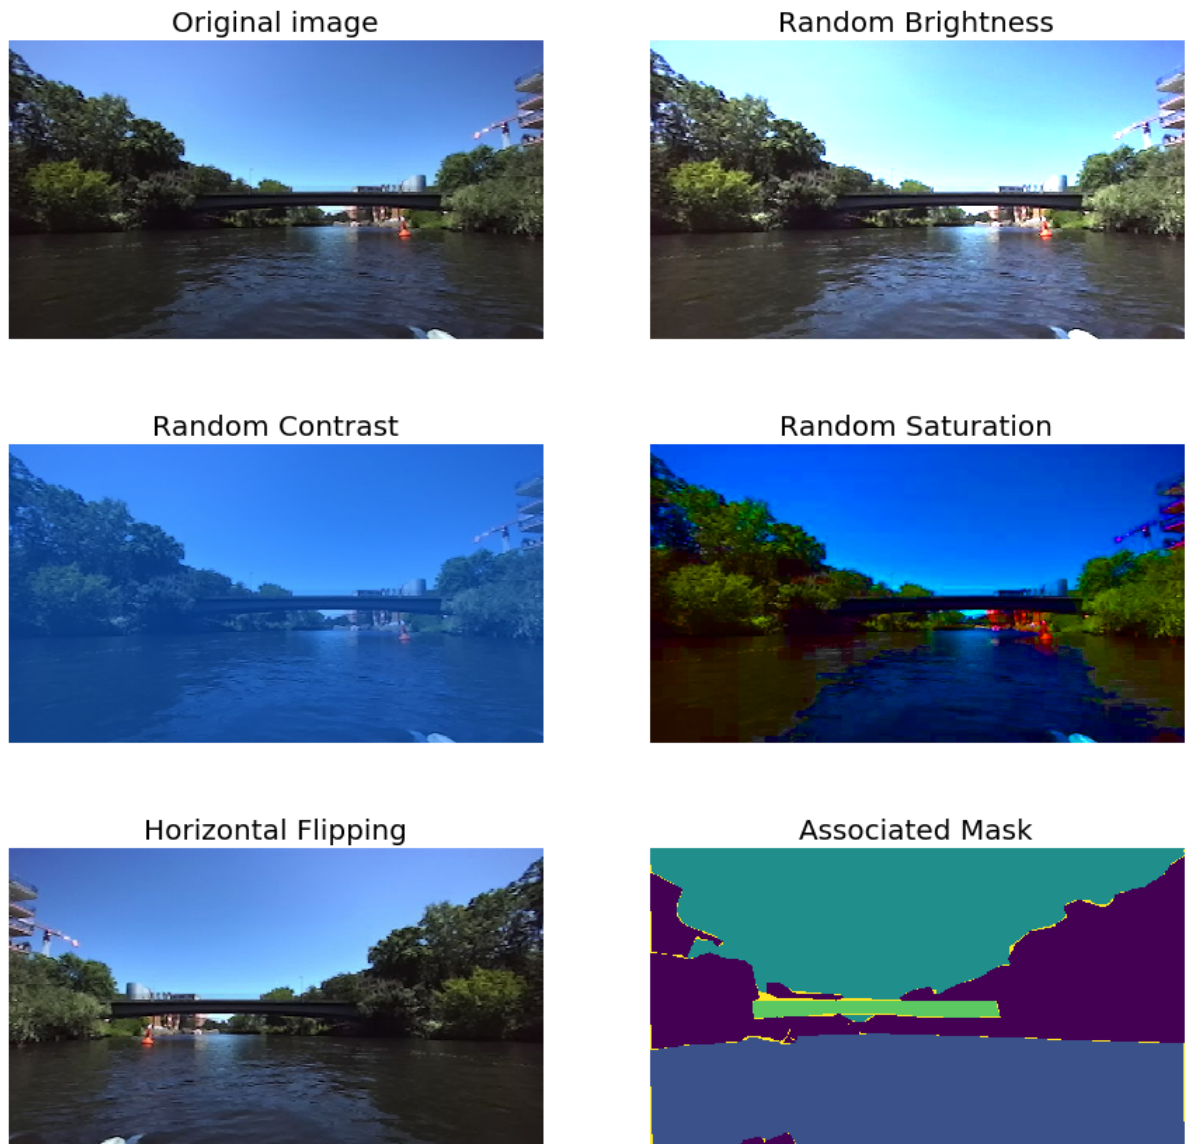 Original image
Random Brightness
Random Contrast
Random Saturation
Horizontal Flipping
Associated Mask